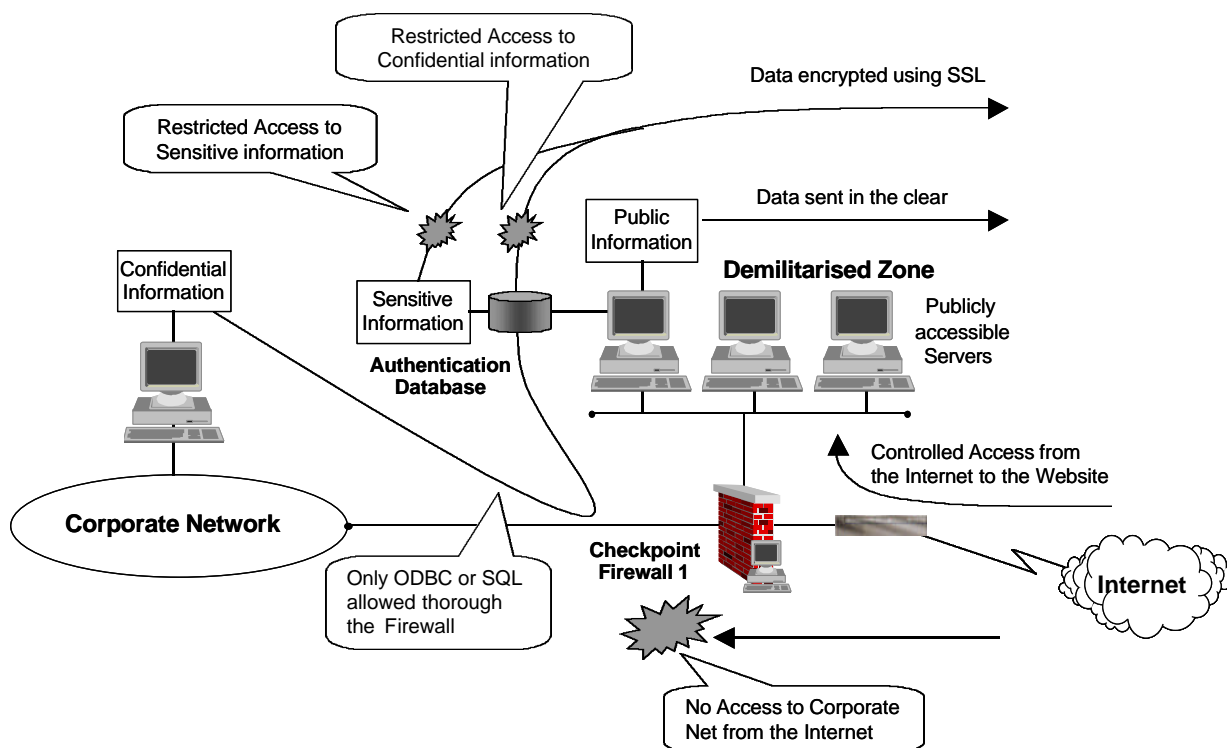 Restricted Access to
Confidential information
Data encrypted using SSL
Restricted Access to
Sensitive information
Data sent in the clear
Public
Information
Confidential
Information
Demilitarised Zone
Sensitive
Information
Publicly
accessible
Servers
Authentication
Database
Controlled Access from
the Internet to the Website
Corporate Network
Checkpoint
Firewall 1
Internet
Only ODBC or SQL
allowed thorough
the Firewall
No Access to Corporate
Net from the Internet